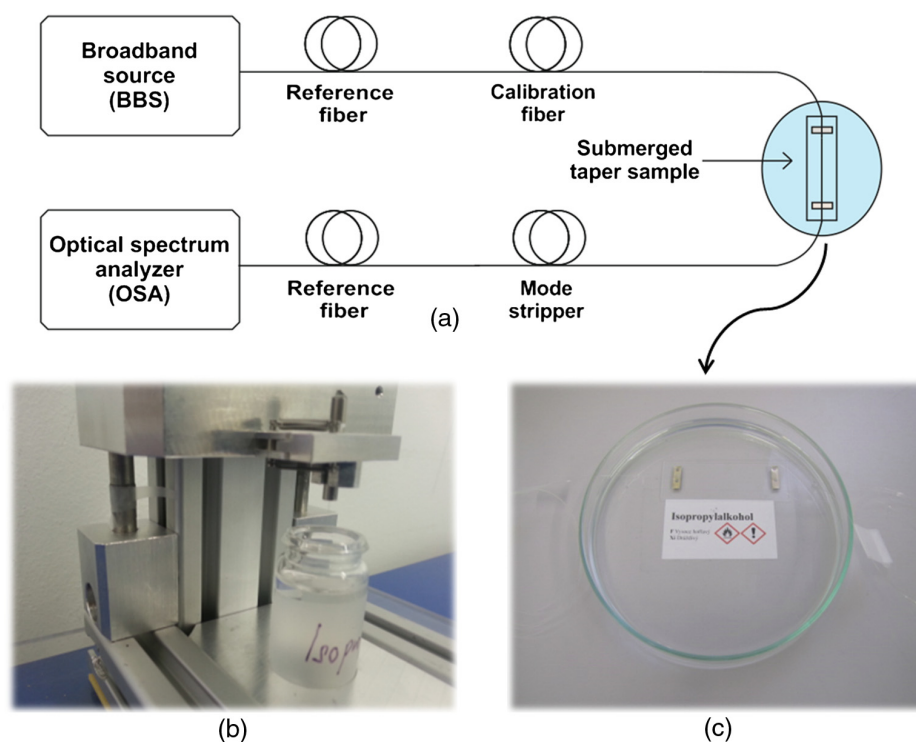 Broadband
source
(BBS)
Reference
fiber
Calibration
fiber
Submerged
taper sample
Optical spectrum
analyzer
(OSA)
Reference
fiber
Mode
stripper
(a)
Isopropylalkohol
(b)
(c)